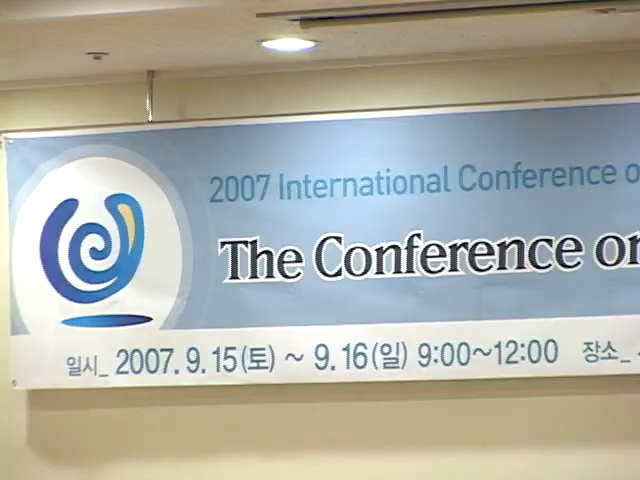 2007 International Conference o
The Conference on
일시_ 2007. 9. 15(토) ~ 9. 16(일) 9:00~12:00 장소_